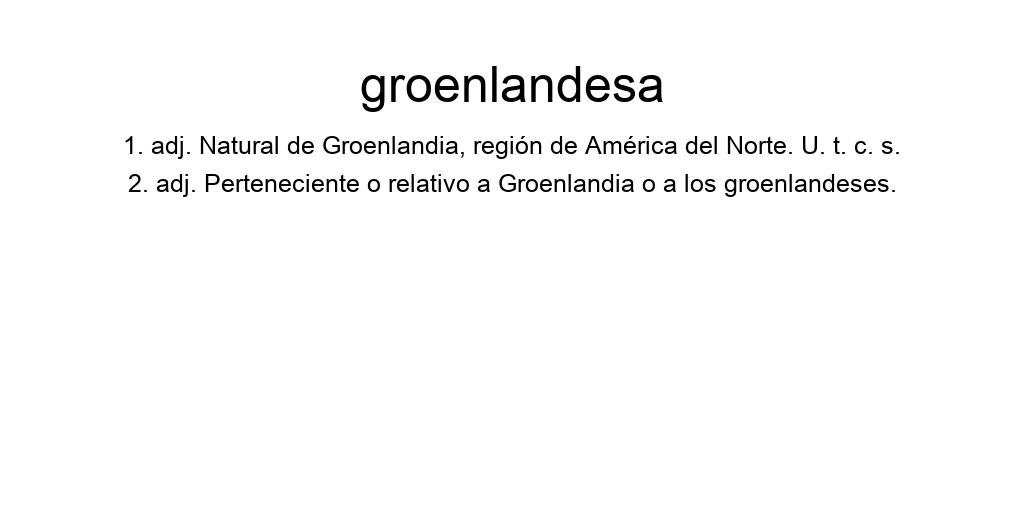 groenlandesa
1. adj. Natural de Groenlandia, región de América del Norte. U. t. c. s.
2. adj. Perteneciente o relativo a Groenlandia o a los groenlandeses.